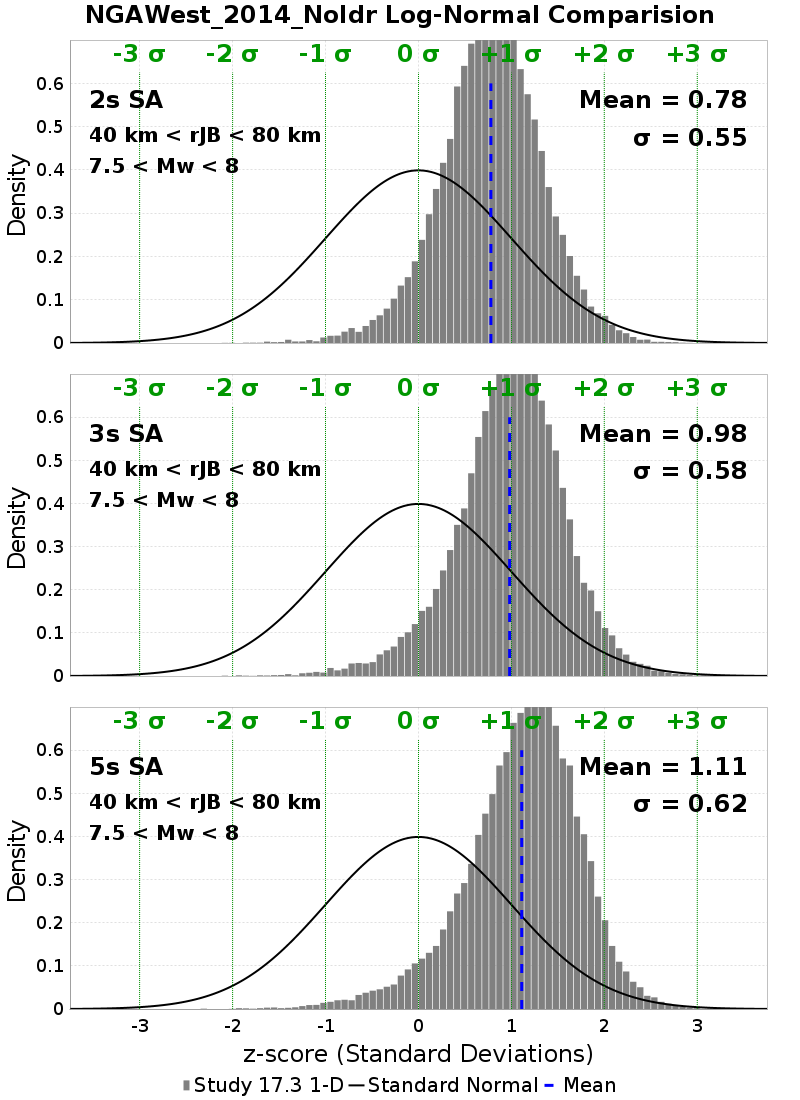 NGAWest_2014_NoIdr Log-Normal Comparision
-3 σ -2 σ -1 σ 0 σ +1 σ +2 σ +3 σ
2s SA
Mean = 0.78
40 km < rJB < 80 km
σ = 0.55
7.5 < Mw < 8
Density
0.6
0.5
0.4
0.3
0.2
0.1
0
-3 σ -2 σ -1 σ 0 σ +1 σ +2 σ +3 σ
3s SA
Mean = 0.98
40 km < rJB < 80 km
σ = 0.58
7.5 < Mw < 8
Density
0.6
0.5
0.4
0.3
0.2
0.1
0
-3 σ -2 σ -1 σ 0 σ +1 σ +2 σ +3 σ
5s SA
Mean = 1.11
40 km < rJB < 80 km
σ = 0.62
7.5 < Mw < 8
Density
0.6
0.5
0.4
0.3
0.2
0.1
0
-3 -2 -1 0 1 2 3
z-score (Standard Deviations)
Study 17.3 1-D Standard Normal Mean